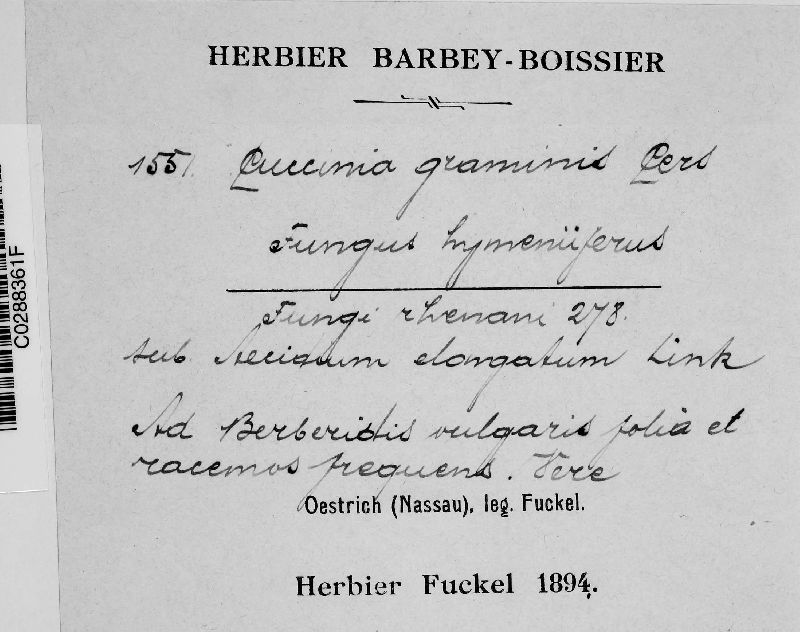 HERBIER BARBEY-BOISSIER
1551. Puccinia graminis Pers
Fungus hymeniiferus
Fungi rhenani 278.
sub Aecidium elongatum Link
Ad Berberidis vulgaris folia et
racemos frequens. Vere
Oestrich (Nassau), leg. Fuckel.
Herbier Fuckel 1894.
C0288361F